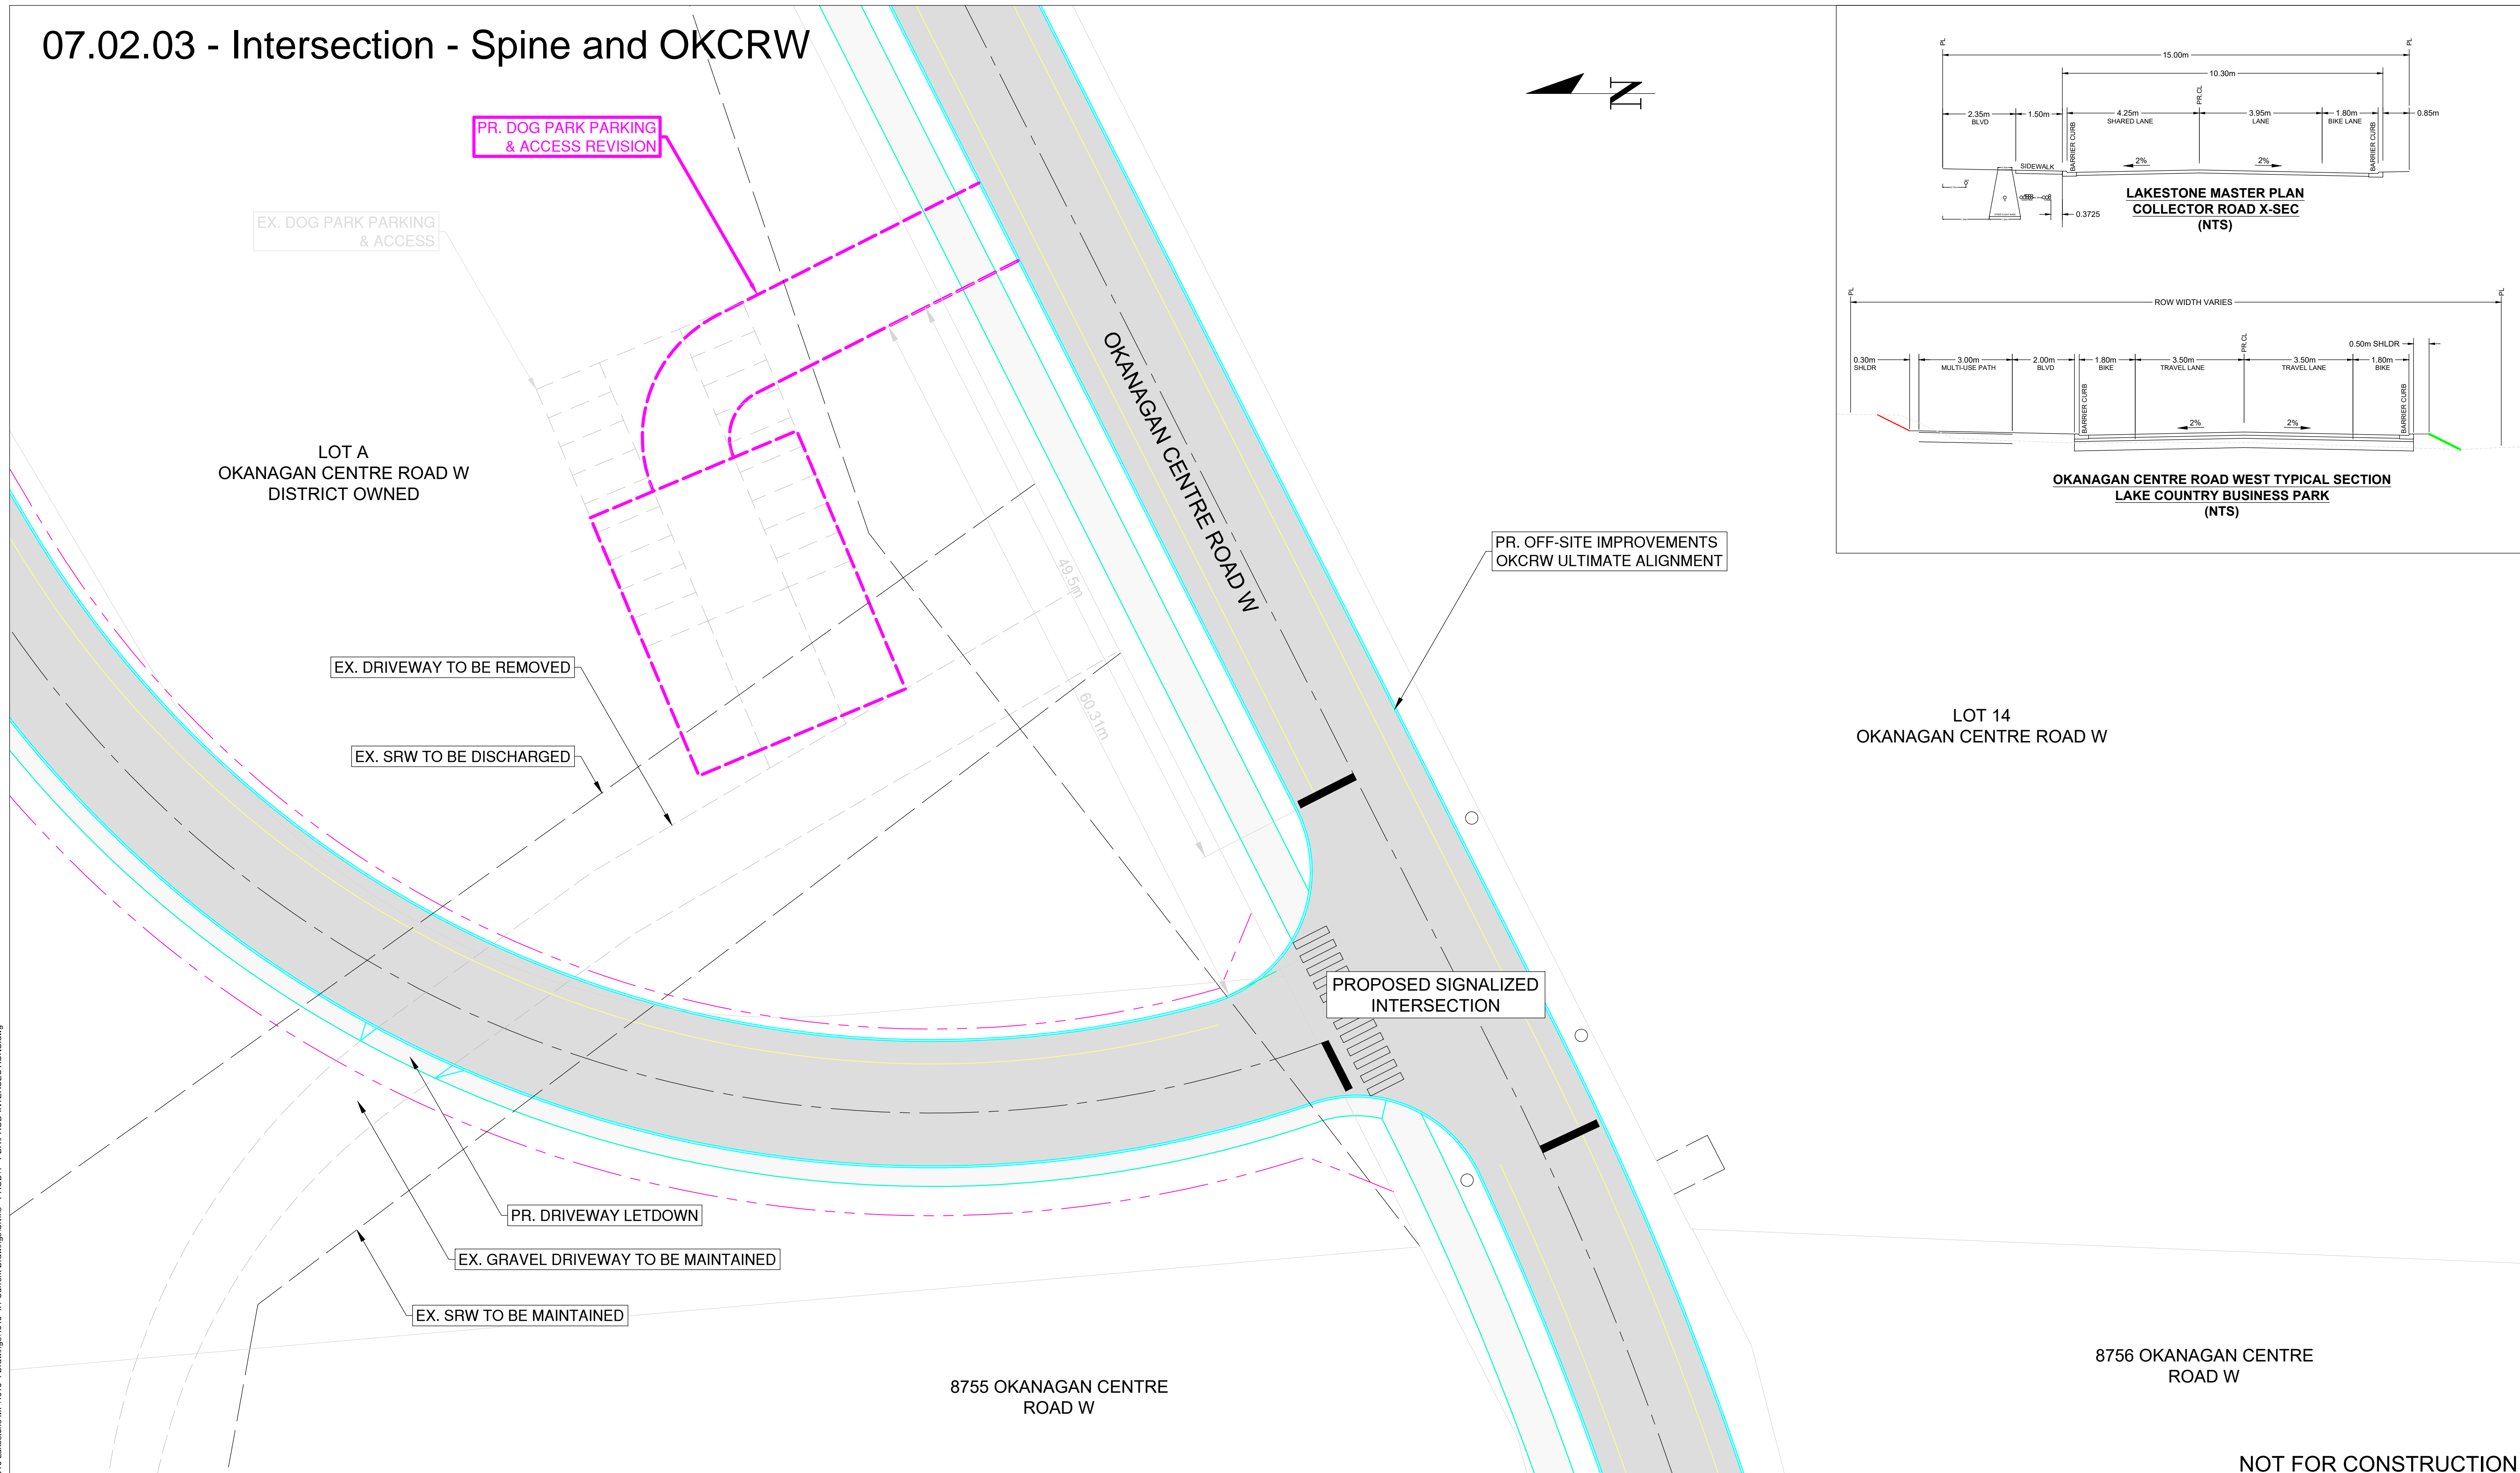 07.02.03 - Intersection - Spine and OKCRW
N
PR. DOG PARK PARKING
& ACCESS REVISION
EX. DOG PARK PARKING
& ACCESS
LOT A
OKANAGAN CENTRE ROAD W
DISTRICT OWNED
OKANAGAN CENTRE ROAD W
49.5m
60.31m
EX. DRIVEWAY TO BE REMOVED
EX. SRW TO BE DISCHARGED
PR. OFF-SITE IMPROVEMENTS
OKCRW ULTIMATE ALIGNMENT
LOT 14
OKANAGAN CENTRE ROAD W
PROPOSED SIGNALIZED
INTERSECTION
PR. DRIVEWAY LETDOWN
EX. GRAVEL DRIVEWAY TO BE MAINTAINED
EX. SRW TO BE MAINTAINED
8755 OKANAGAN CENTRE
ROAD W
8756 OKANAGAN CENTRE
ROAD W
NOT FOR CONSTRUCTION
PL
PL
15.00m
10.30m
PR.CL
2.35m
BLVD
1.50m
4.25m
SHARED LANE
3.95m
LANE
1.80m
BIKE LANE
0.85m
BARRIER CURB
BARRIER CURB
SIDEWALK
2%
2%
0.3725
LAKESTONE MASTER PLAN
COLLECTOR ROAD X-SEC
(NTS)
PL
PL
ROW WIDTH VARIES
PR.CL
0.50m SHLDR
0.30m
SHLDR
3.00m
MULTI-USE PATH
2.00m
BLVD
1.80m
BIKE
3.50m
TRAVEL LANE
3.50m
TRAVEL LANE
1.80m
BIKE
BARRIER CURB
BARRIER CURB
2%
2%
OKANAGAN CENTRE ROAD WEST TYPICAL SECTION
LAKE COUNTRY BUSINESS PARK
(NTS)